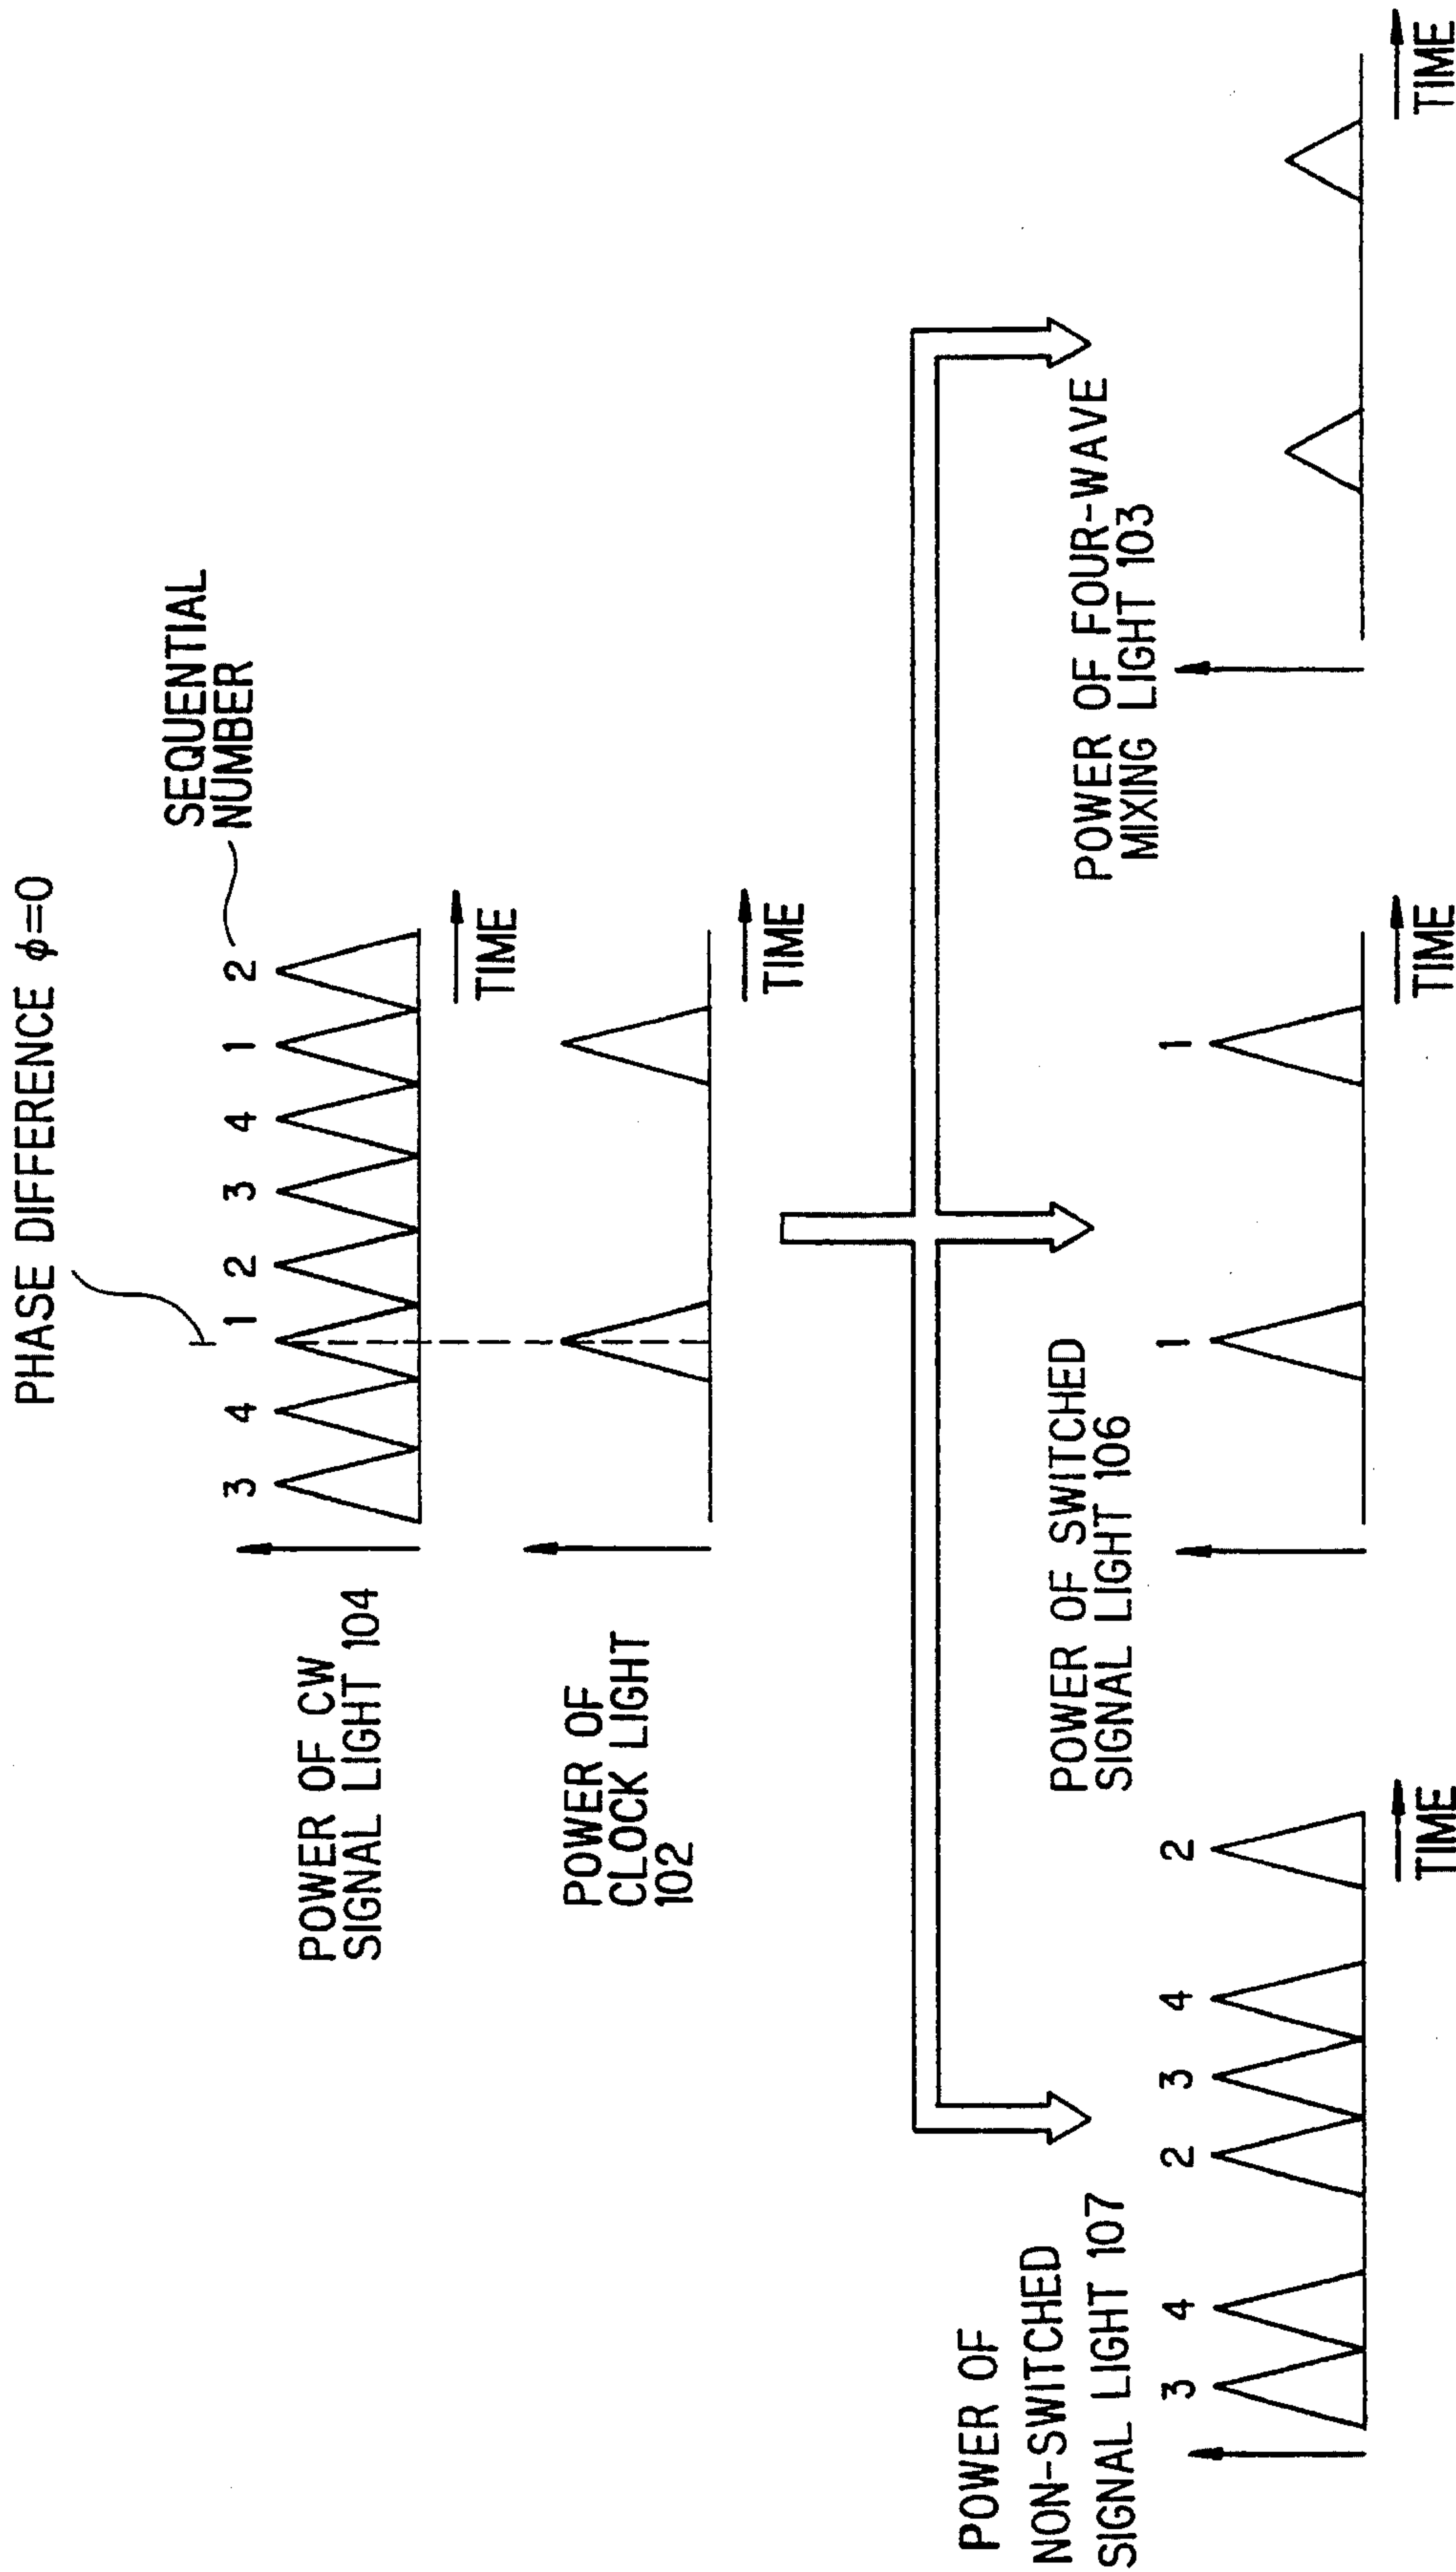 PHASE DIFFERENCE φ=0
SEQUENTIAL
NUMBER
3 4 1 2 3 4 1 2
POWER OF CW
SIGNAL LIGHT 104
TIME
POWER OF
CLOCK LIGHT
102
TIME
POWER OF
NON-SWITCHED
SIGNAL LIGHT 107
3 4 2 3 4 2
TIME
POWER OF SWITCHED
SIGNAL LIGHT 106
1 1
TIME
POWER OF FOUR-WAVE
MIXING LIGHT 103
TIME